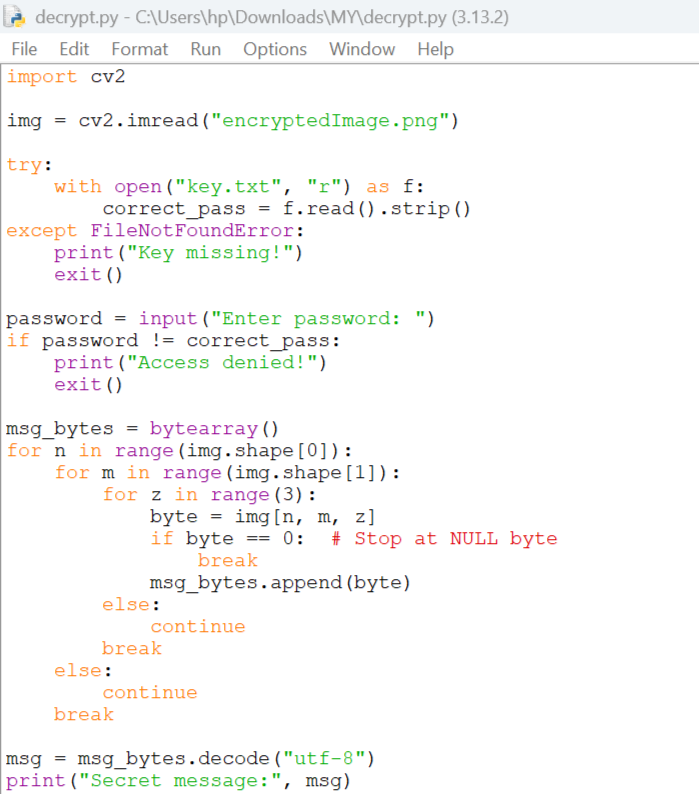 decrypt.py - C:\Users\hp\Downloads\MY\decrypt.py (3.13.2)
File Edit Format Run Options Window Help
import cv2

img = cv2.imread("encryptedImage.png")

try:
    with open("key.txt", "r") as f:
        correct_pass = f.read().strip()
except FileNotFoundError:
    print("Key missing!")
    exit()

password = input("Enter password: ")
if password != correct_pass:
    print("Access denied!")
    exit()

msg_bytes = bytearray()
for n in range(img.shape[0]):
    for m in range(img.shape[1]):
        for z in range(3):
            byte = img[n, m, z]
            if byte == 0:  # Stop at NULL byte
                break
            msg_bytes.append(byte)
        else:
            continue
        break
    else:
        continue
    break

msg = msg_bytes.decode("utf-8")
print("Secret message:", msg)